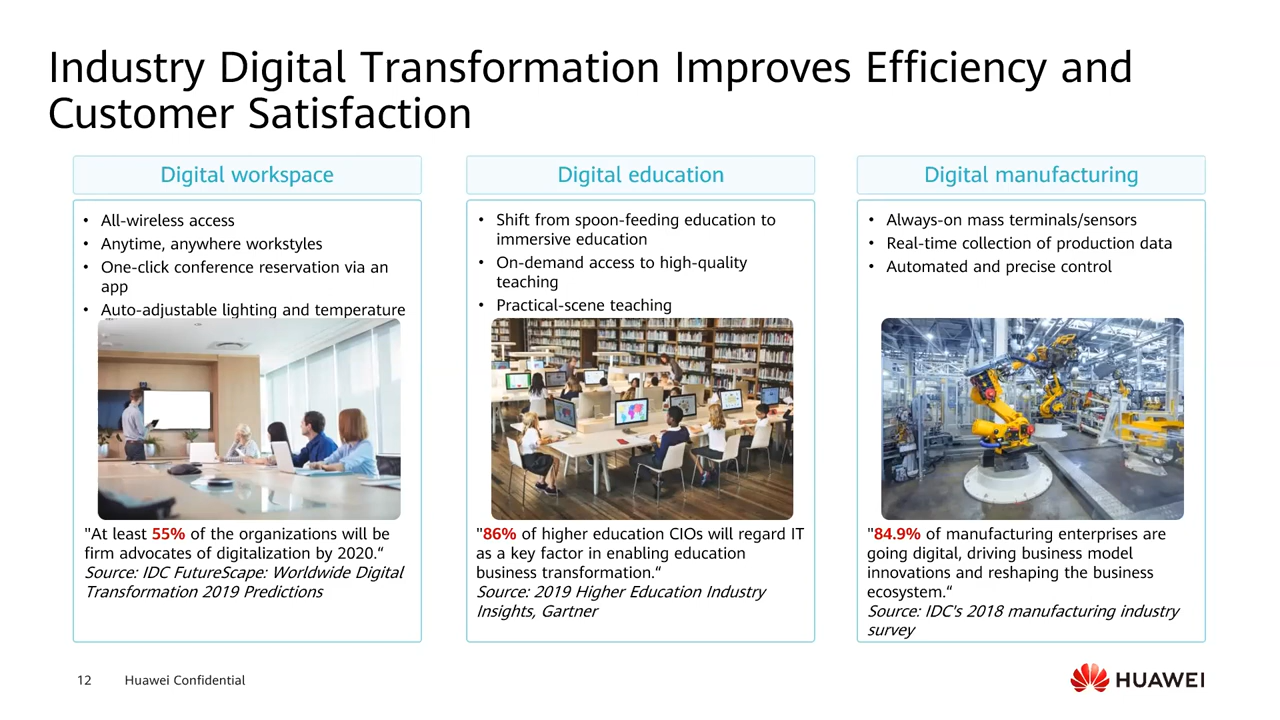 Industry Digital Transformation Improves Efficiency and
Customer Satisfaction
Digital workspace
• All-wireless access
• Anytime, anywhere workstyles
• One-click conference reservation via an
app
• Auto-adjustable lighting and temperature
"At least 55% of the organizations will be
firm advocates of digitalization by 2020.“
Source: IDC FutureScape: Worldwide Digital
Transformation 2019 Predictions
Digital education
• Shift from spoon-feeding education to
immersive education
• On-demand access to high-quality
teaching
• Practical-scene teaching
"86% of higher education CIOs will regard IT
as a key factor in enabling education
business transformation.“
Source: 2019 Higher Education Industry
Insights, Gartner
Digital manufacturing
• Always-on mass terminals/sensors
• Real-time collection of production data
• Automated and precise control
"84.9% of manufacturing enterprises are
going digital, driving business model
innovations and reshaping the business
ecosystem.“
Source: IDC's 2018 manufacturing industry
survey
12 Huawei Confidential
HUAWEI